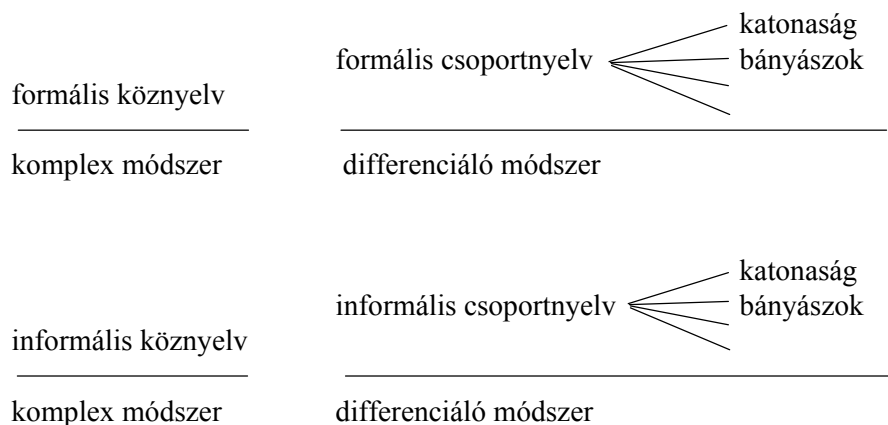 katonaság
formális csoportnyelv bányászok
formális köznyelv
komplex módszer differenciáló módszer
katonaság
informális csoportnyelv bányászok
informális köznyelv
komplex módszer differenciáló módszer